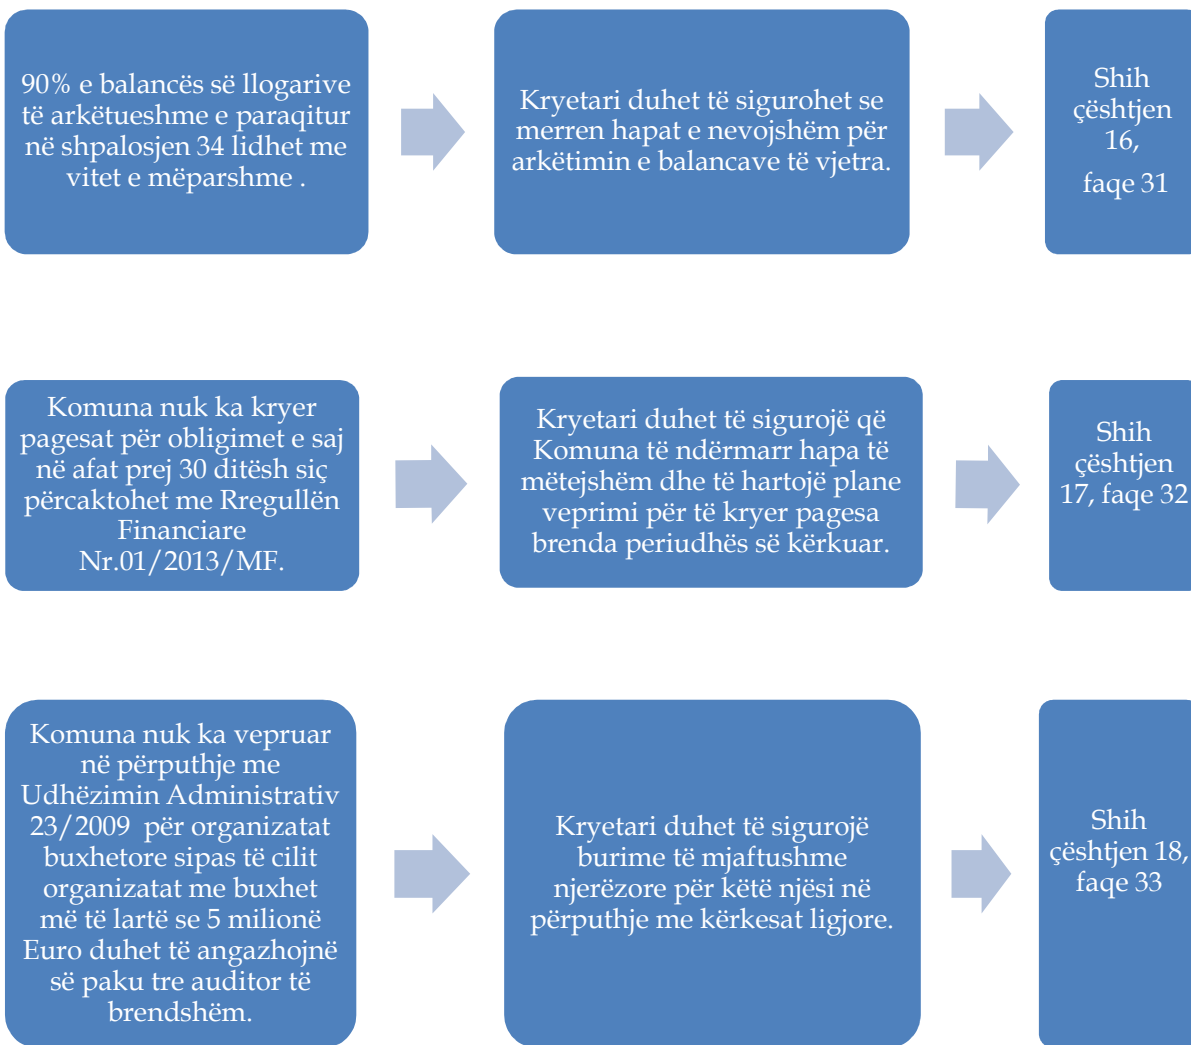 90% e balancës së llogarive
të arkëtueshme e paraqitur
në shpalosjen 34 lidhet me
vitet e mëparshme .
Kryetari duhet të sigurohet se
merren hapat e nevojshëm për
arkëtimin e balancave të vjetra.
Shih
çështjen
16,
faqe 31
Komuna nuk ka kryer
pagesat për obligimet e saj
në afat prej 30 ditësh siç
përcaktohet me Rregullën
Financiare
Nr.01/2013/MF.
Kryetari duhet të sigurojë që
Komuna të ndërmarr hapa të
mëtejshëm dhe të hartojë plane
veprimi për të kryer pagesa
brenda periudhës së kërkuar.
Shih
çështjen
17, faqe 32
Komuna nuk ka vepruar
në përputhje me
Udhëzimin Administrativ
23/2009 për organizatat
buxhetore sipas të cilit
organizatat me buxhet
më të lartë se 5 milionë
Euro duhet të angazhojnë
së paku tre auditor të
brendshëm.
Kryetari duhet të sigurojë
burime të mjaftushme
njerëzore për këtë njësi në
përputhje me kërkesat ligjore.
Shih
çështjen 18,
faqe 33